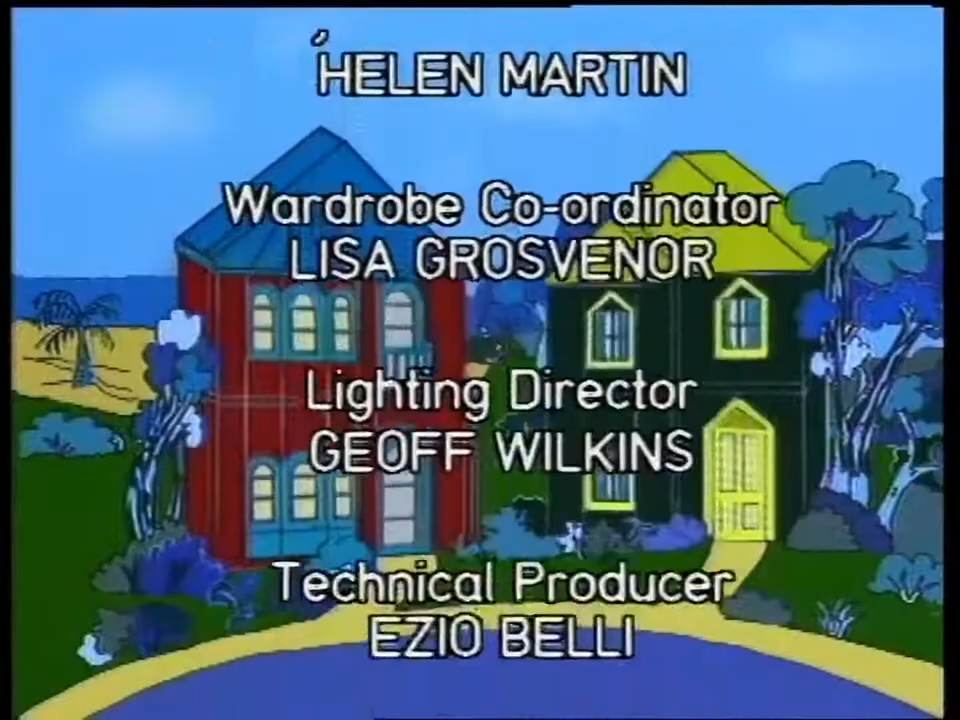 HELEN MARTIN
Wardrobe Co-ordinator
LISA GROSVENOR
Lighting Director
GEOFF WILKINS
Technical Producer
EZIO BELLI